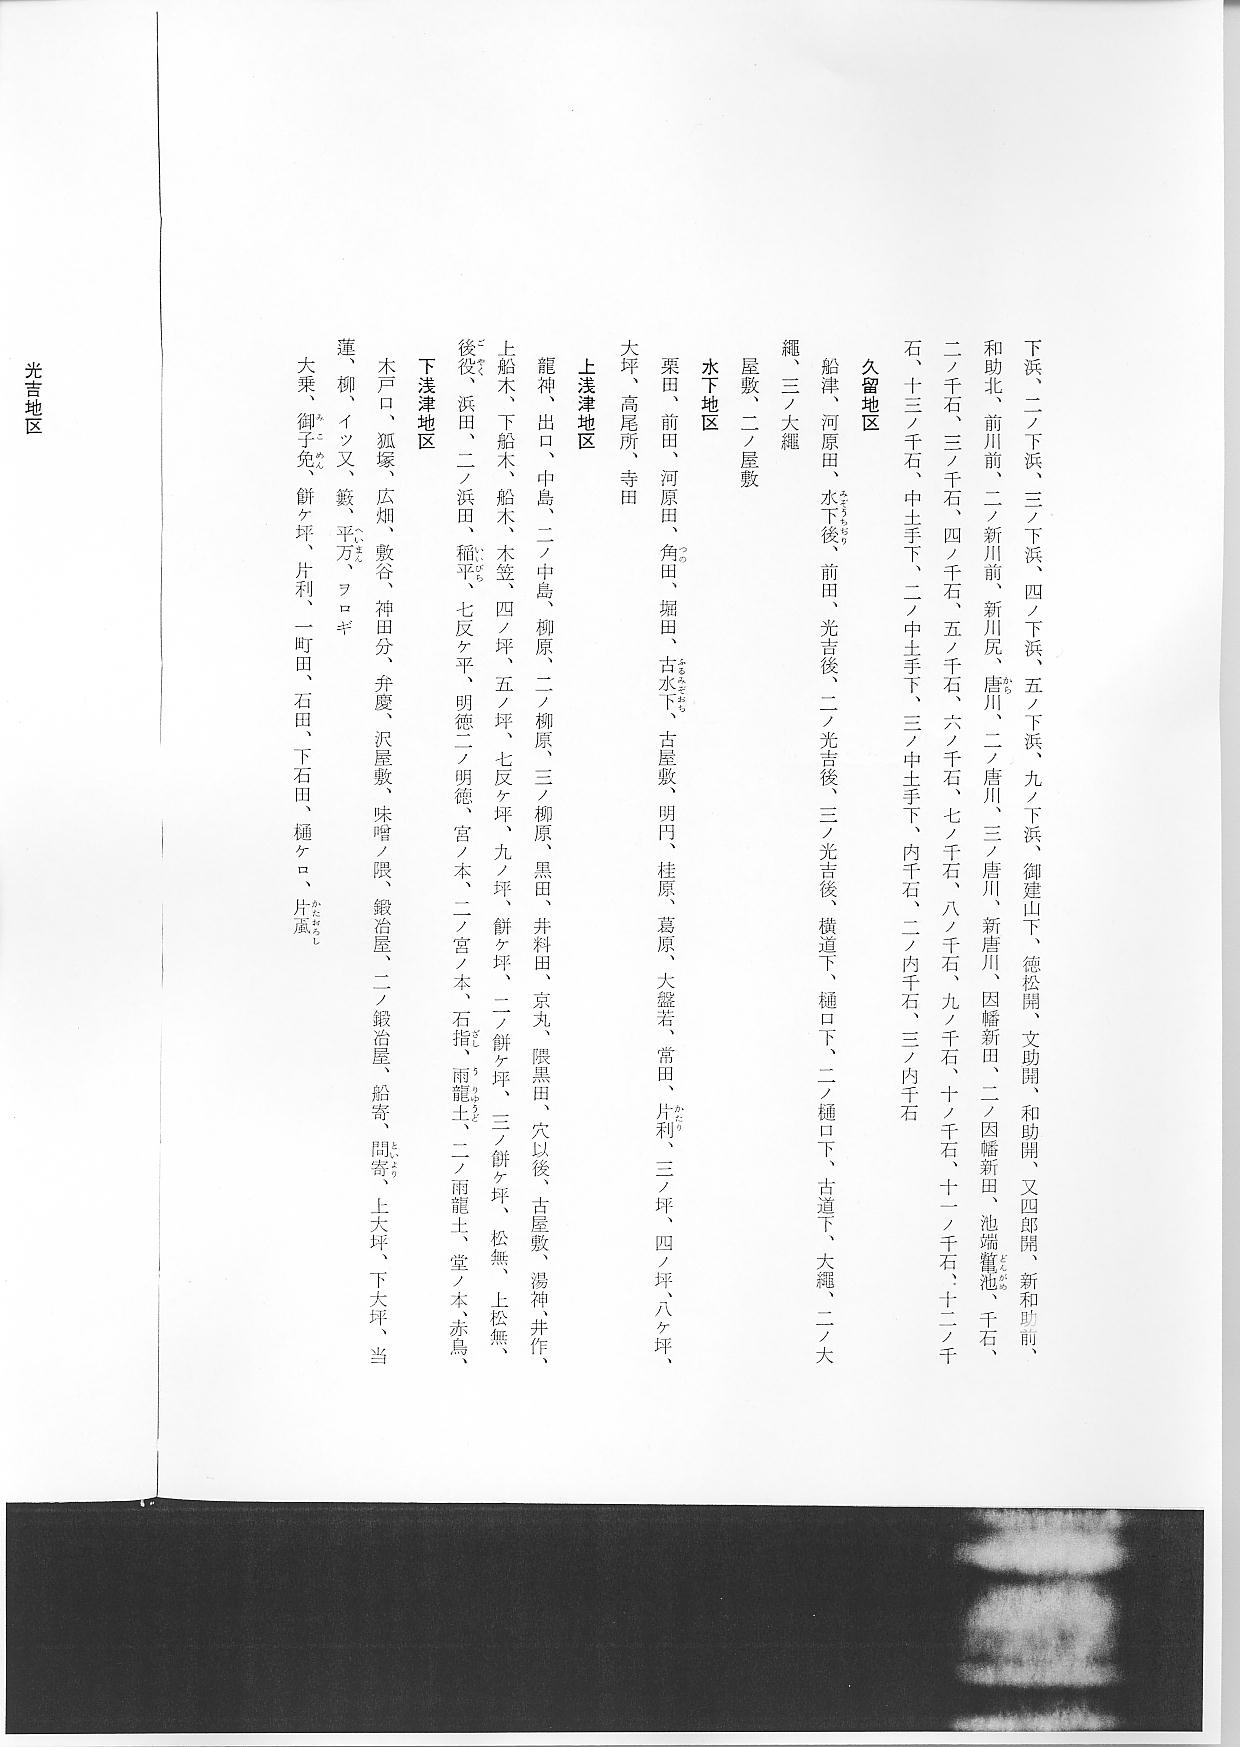 下浜、二ノ下浜、三ノ下浜、四ノ下浜、五ノ下浜、九ノ下浜、御建山下、徳松開、文助開、和助開、又四郎開、新和助前、
和助北、前川前、二ノ新川前、新川尻、唐川、二ノ唐川、三ノ唐川、新唐川、因幡新田、二ノ因幡新田、池端鼈池、千石、
二ノ千石、三ノ千石、四ノ千石、五ノ千石、六ノ千石、七ノ千石、八ノ千石、九ノ千石、十ノ千石、十一ノ千石、十二ノ千
石、十三ノ千石、中土手下、二ノ中土手下、三ノ中土手下、内千石、二ノ内千石、三ノ内千石
久留地区
船津、河原田、水下後、前田、光吉後、二ノ光吉後、三ノ光吉後、横道下、樋口下、二ノ樋口下、古道下、大縄、二ノ大
縄、三ノ大縄
屋敷、二ノ屋敷
水下地区
栗田、前田、河原田、角田、堀田、古水下、古屋敷、明円、桂原、葛原、大盤若、常田、片利、三ノ坪、四ノ坪、八ケ坪、
大坪、高尾所、寺田
上浅津地区
龍神、出口、中島、二ノ中島、柳原、二ノ柳原、三ノ柳原、黒田、井料田、京丸、隈黒田、穴以後、古屋敷、湯神、井作、
上船木、下船木、船木、木笠、四ノ坪、五ノ坪、七反ケ坪、九ノ坪、餅ケ坪、二ノ餅ケ坪、三ノ餅ケ坪、松無、上松無、
後役、浜田、二ノ浜田、稲平、七反ケ平、明徳二ノ明徳、宮ノ本、二ノ宮ノ本、石指、雨龍土、二ノ雨龍土、堂ノ本、赤鳥、
下浅津地区
木戸口、狐塚、広畑、敷谷、神田分、弁慶、沢屋敷、味噌ノ隈、鍛冶屋、二ノ鍛冶屋、船寄、問寄、上大坪、下大坪、当
蓮、柳、イツ又、籔、平万、ヲロギ
大乗、御子免、餅ケ坪、片利、一町田、石田、下石田、樋ケロ、片颪
光吉地区